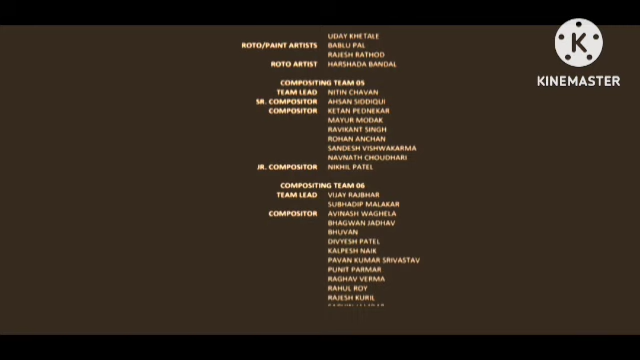 UDAY KHETALE
ROTO/PAINT ARTISTS BABLU PAL
RAJESH RATHOD
ROTO ARTIST HARSHADA BANDAL
COMPOSITING TEAM 05
TEAM LEAD NITIN CHAVAN
SR. COMPOSITOR AHSAN SIDDIQUI
COMPOSITOR KETAN PEDNEKAR
MAYUR MODAK
RAVIKANT SINGH
ROHAN ANCHAN
SANDESH VISHWAKARMA
NAVNATH CHOUDHARI
JR. COMPOSITOR NIKHIL PATEL
COMPOSITING TEAM 06
TEAM LEAD VIJAY RAJBHAR
SUBHADIP MALAKAR
COMPOSITOR AVINASH WAGHELA
BHAGWAN JADHAV
BHUVAN
DIVYESH PATEL
KALPESH NAIK
PAVAN KUMAR SRIVASTAV
PUNIT PARMAR
RAGHAV VERMA
RAHUL ROY
RAJESH KURIL
K
KINEMASTER